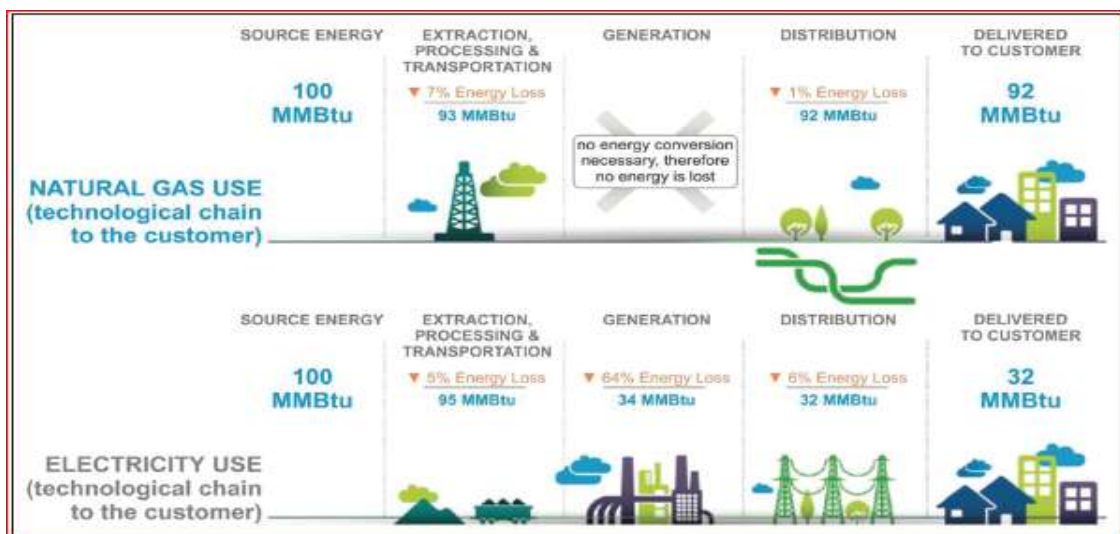 SOURCE ENERGY
EXTRACTION,
PROCESSING &
TRANSPORTATION
GENERATION
DISTRIBUTION
DELIVERED
TO CUSTOMER
100
MMBtu
▼ 7% Energy Loss
93 MMBtu
no energy conversion
necessary, therefore
no energy is lost
▼ 1% Energy Loss
92 MMBtu
92
MMBtu
NATURAL GAS USE
(technological chain
to the customer)
SOURCE ENERGY
EXTRACTION,
PROCESSING &
TRANSPORTATION
GENERATION
DISTRIBUTION
DELIVERED
TO CUSTOMER
100
MMBtu
▼ 5% Energy Loss
95 MMBtu
▼ 64% Energy Loss
34 MMBtu
▼ 6% Energy Loss
32 MMBtu
32
MMBtu
ELECTRICITY USE
(technological chain
to the customer)